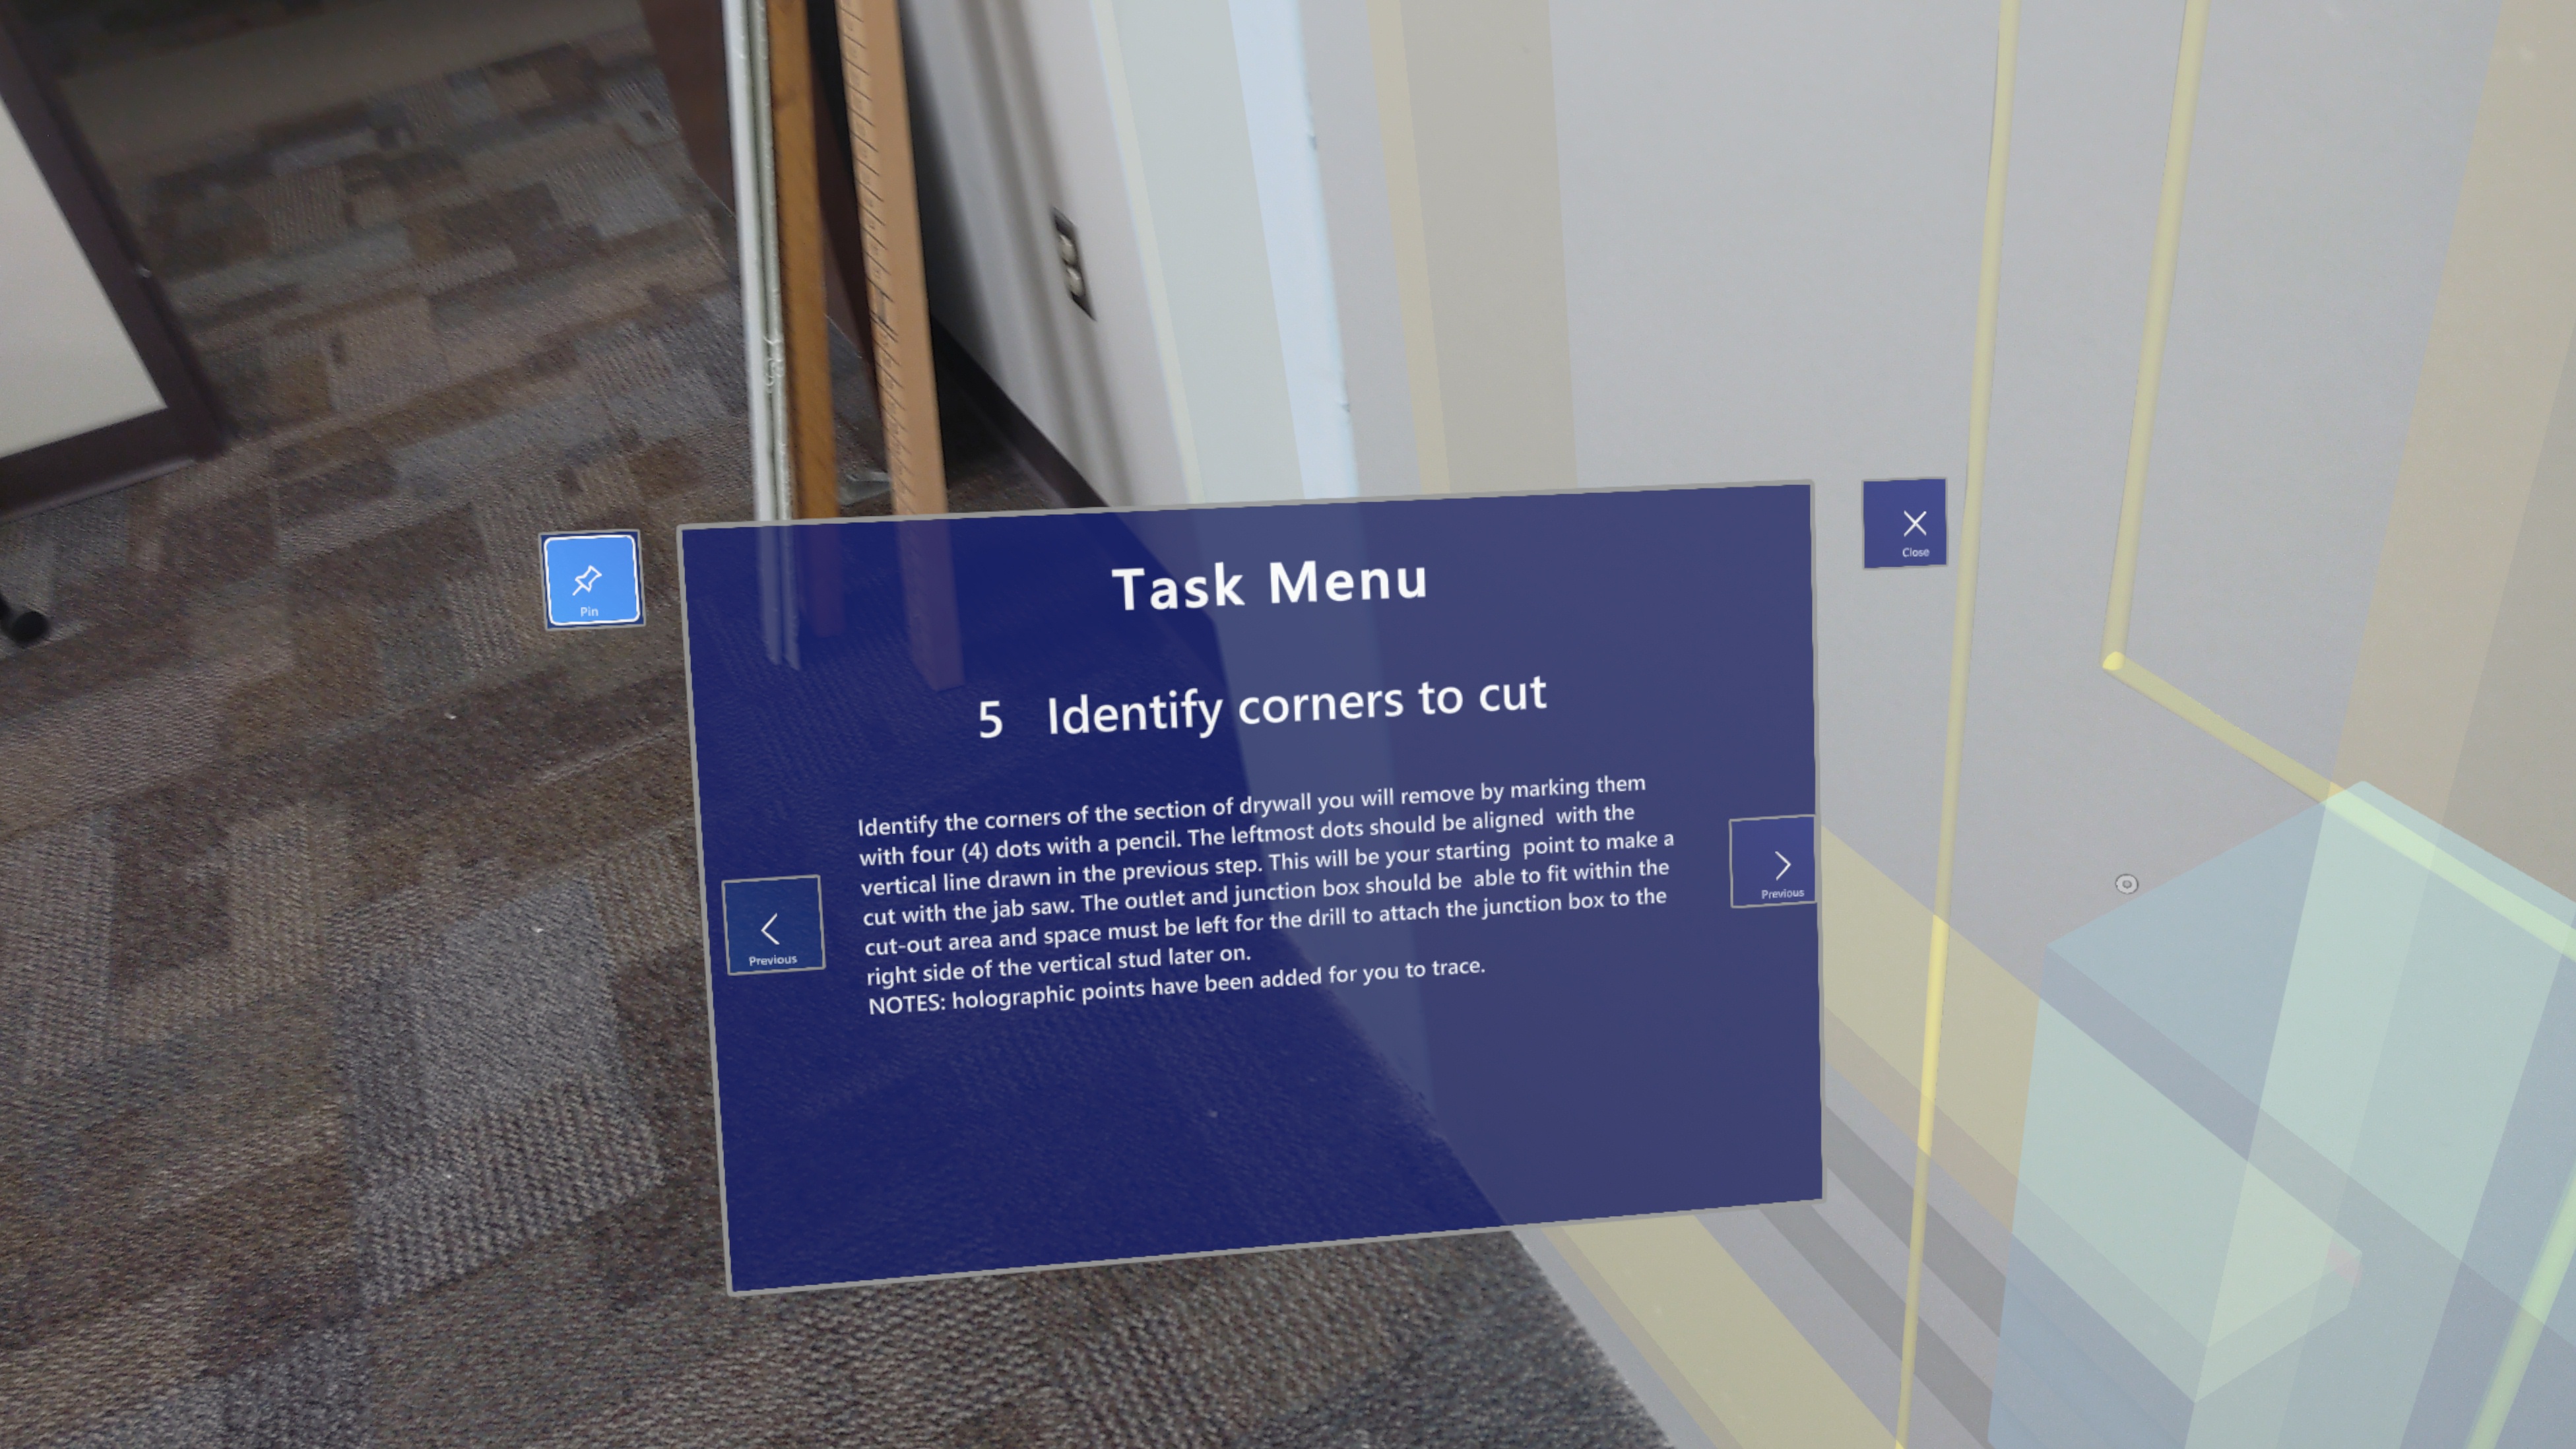 Pin
Close
Task Menu
5 Identify corners to cut
Identify the corners of the section of drywall you will remove by marking them
with four (4) dots with a pencil. The leftmost dots should be aligned with the
vertical line drawn in the previous step. This will be your starting point to make a
cut with the jab saw. The outlet and junction box should be able to fit within the
cut-out area and space must be left for the drill to attach the junction box to the
right side of the vertical stud later on.
NOTES: holographic points have been added for you to trace.
Previous
Previous